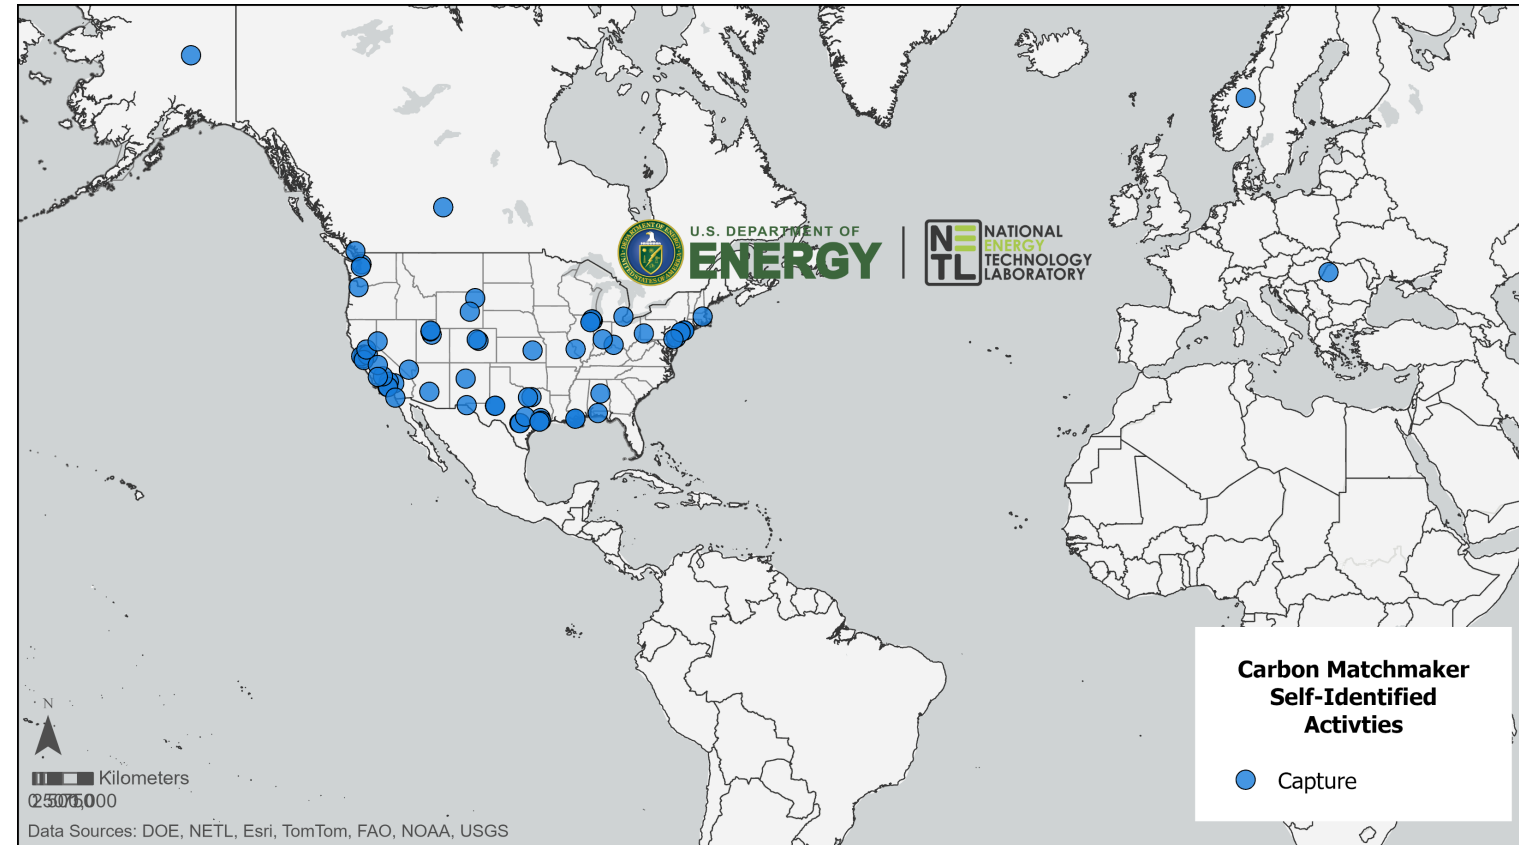 U.S. DEPARTMENT OF
ENERGY
NETL
NATIONAL
ENERGY
TECHNOLOGY
LABORATORY
Carbon Matchmaker
Self-Identified
Activties
Capture
N
Kilometers
Data Sources: DOE, NETL, Esri, TomTom, FAO, NOAA, USGS